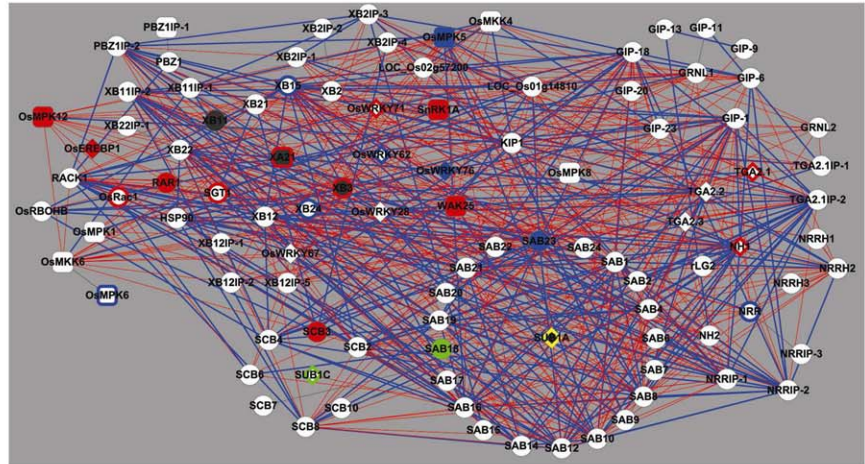 PBZ1IP-1
XB2IP-2
XB2IP-3
OsMKK4
GIP-13
GIP-11
PBZ1IP-2
XB2IP-4
OsMPK5
GIP-18
GIP-9
PBZ1
XB2IP-1
LOC_Os02g57200
GRNL1
GIP-6
XB11IP-2
XB11IP-1
XB15
XB2
LOC_Os01g14810
GIP-20
OsMPK12
XB21
OsWRKY71
SnRK1A
GIP-1
XB22IP-1
XB11
GIP-23
GRNL2
OsEREBP1
XB22
XA21
OsWRKY62
KIP1
TGA2.1IP-1
RACK1
RAR1
OsWRKY76
OsMPK8
TGA2.1
OsRac1
SGT1
XB3
TGA2.2
TGA2.1IP-2
OsRBOHB
HSP90
XB12
XB24
OsWRKY28
WAK25
TGA2.3
OsMPK1
XB12IP-1
OsWRKY67
SAB22
SAB23
SAB24
NH1
NRRH1
OsMKK6
SAB21
SAB1
rLG2
NRRH2
XB12IP-2
XB12IP-5
SAB20
SAB2
NRRH3
OsMPK6
SAB19
SAB4
NRR
SCB3
SCB4
SCB2
SAB18
SUB1A
SAB6
NH2
NRRIP-3
SCB6
SUB1C
SAB17
SAB7
NRRIP-1
NRRIP-2
SCB7
SCB10
SAB16
SAB8
SCB8
SAB15
SAB9
SAB14
SAB12
SAB10